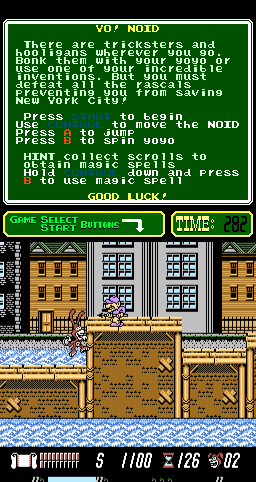 YO! NOID
There are tricksters and
hooligans wherever you go.
Bonk them with your yoyo or
use one of your incredible
inventions. But you must
defeat all the rascals
preventing you from saving
New York City!
Press START to begin
Use CONTROL to move the NOID
Press A to jump
Press B to spin yoyo
HINT collect scrolls to
obtain magic spells
Hold CONTROL down and press
B to use magic spell
GOOD LUCK!
GAME SELECT
START BUTTONS
TIME: 282
S 1100 126 02